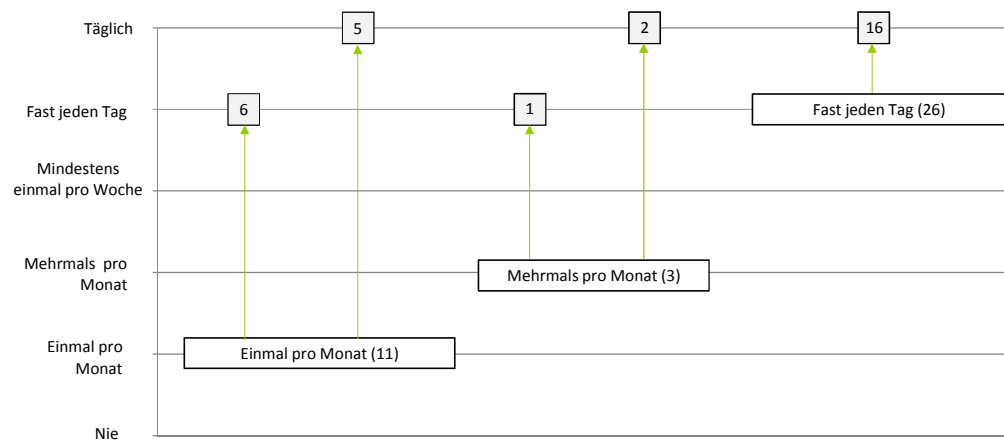 Täglich
5
2
16
Fast jeden Tag
6
1
Fast jeden Tag (26)
Mindestens
einmal pro Woche
Mehrmals pro
Monat
Mehrmals pro Monat (3)
Einmal pro
Monat
Einmal pro Monat (11)
Nie